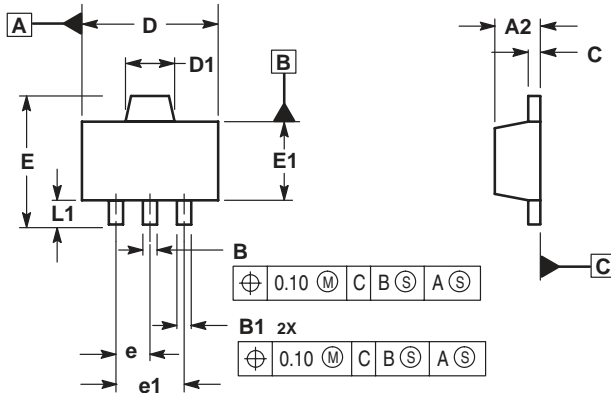 A
D
A2
D1
B
C
E
E1
L1
B
⌖ 0.10 Ⓜ C B Ⓢ A Ⓢ
C
B1 2X
⌖ 0.10 Ⓜ C B Ⓢ A Ⓢ
e
e1